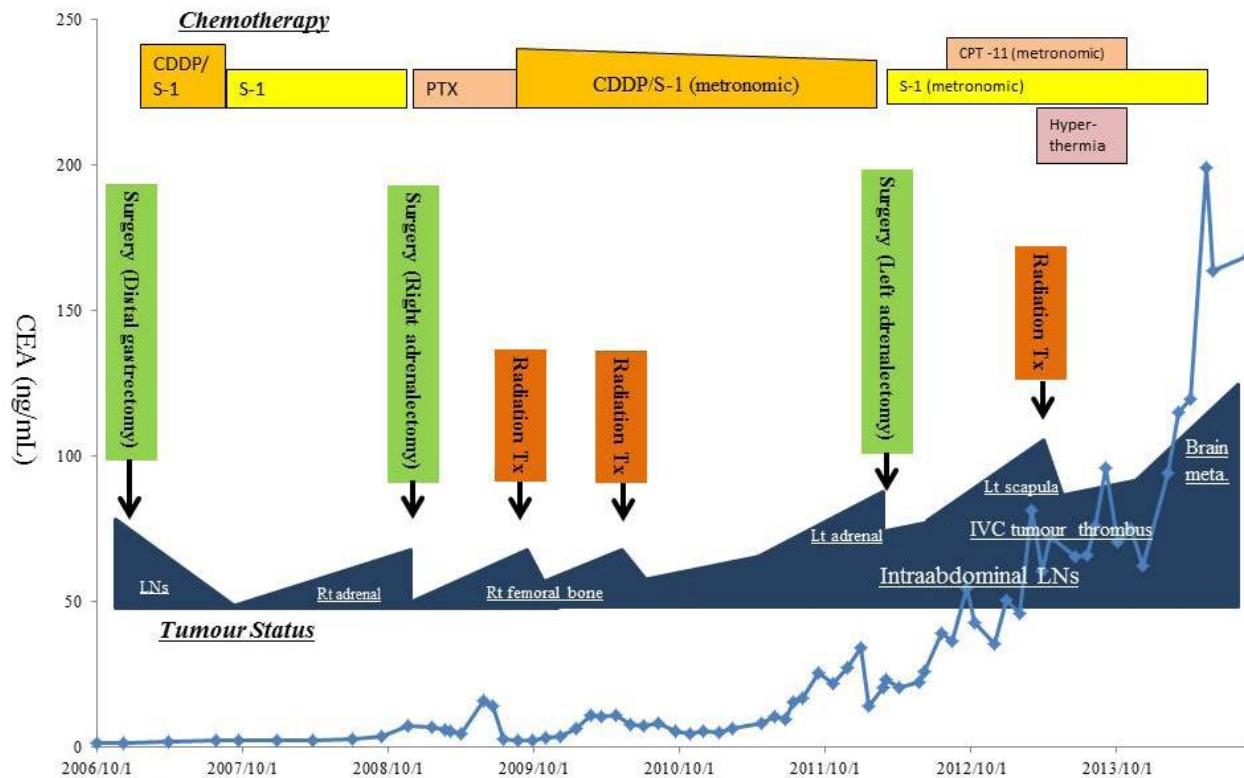 250
Chemotherapy
CDDP/
S-1
S-1
PTX
CDDP/S-1 (metronomic)
CPT -11 (metronomic)
S-1 (metronomic)
Hyper-
thermia
200
Surgery (Distal gastrectomy)
Surgery (Right adrenalectomy)
Surgery (Left adrenalectomy)
Radiation Tx
Radiation Tx
Radiation Tx
150
CEA (ng/mL)
100
Brain
meta.
Lt scapula
IVC tumour thrombus
Lt adrenal
Intraabdominal LNs
LNs
Rt adrenal
Rt femoral bone
50
Tumour Status
0
2006/10/1
2007/10/1
2008/10/1
2009/10/1
2010/10/1
2011/10/1
2012/10/1
2013/10/1